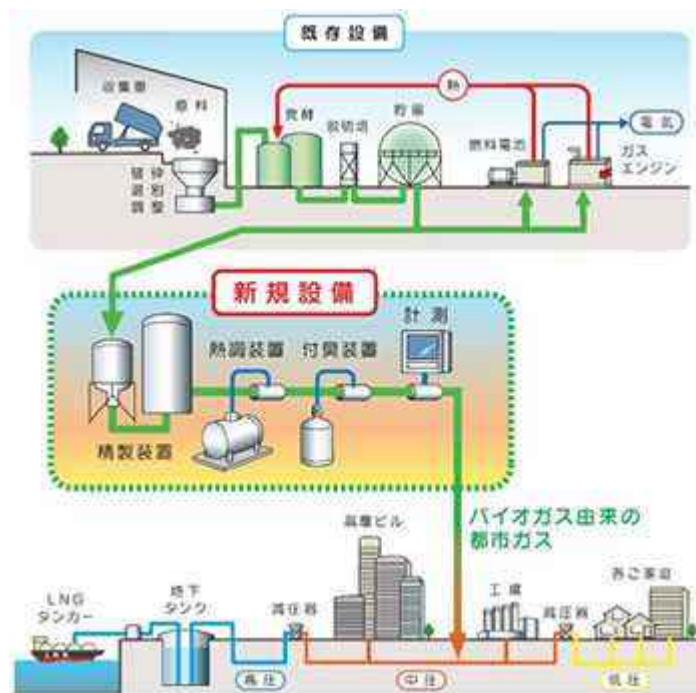 既存設備
収集車
原料
破砕
選別
調整
発酵
脱硫塔
貯留
熱
燃料電池
電気
ガス
エンジン
新規設備
精製装置
熱調装置
付臭装置
計測
バイオガス由来の
都市ガス
LNG
タンカー
地下
タンク
減圧器
高層ビル
工場
減圧器
各ご家庭
高圧
中圧
低圧